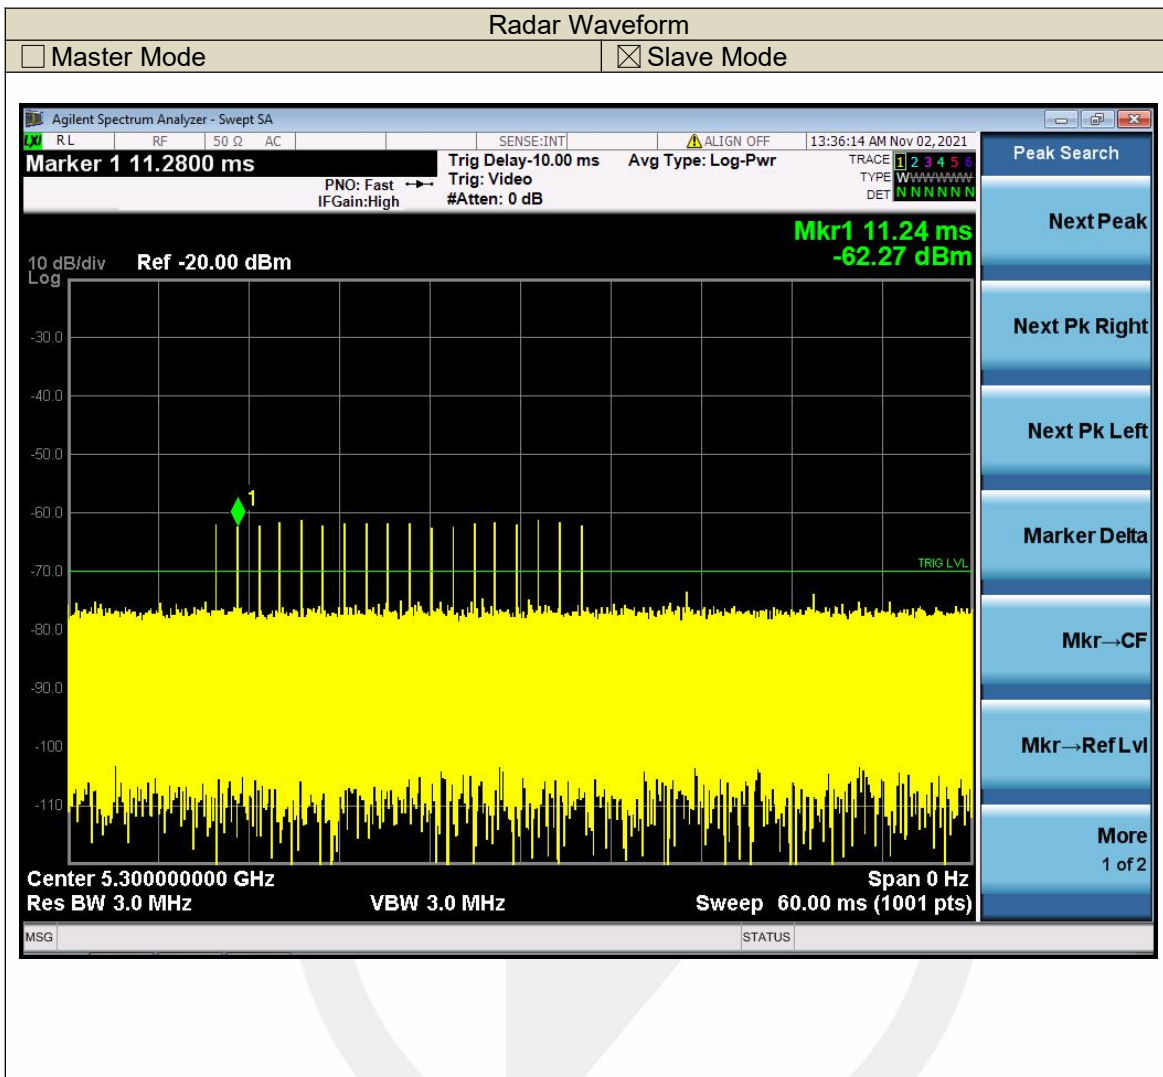 Radar Waveform
☐ Master Mode ☒ Slave Mode
Agilent Spectrum Analyzer - Swept SA
LXI RL RF 50 Ω AC SENSE:INT ALIGN OFF 13:36:14 AM Nov 02, 2021
Marker 1 11.2800 ms
PNO: Fast
IFGain:High
Trig Delay-10.00 ms
Trig: Video
#Atten: 0 dB
Avg Type: Log-Pwr
TRACE 1 2 3 4 5 6
TYPE WWWWWW
DET N N N N N N
Mkr1 11.24 ms
-62.27 dBm
10 dB/div
Log
Ref -20.00 dBm
-30.0
-40.0
-50.0
-60.0
-70.0
-80.0
-90.0
-100
-110
1
TRIG LVL
Center 5.300000000 GHz Span 0 Hz
Res BW 3.0 MHz VBW 3.0 MHz Sweep 60.00 ms (1001 pts)
MSG STATUS
Peak Search
Next Peak
Next Pk Right
Next Pk Left
Marker Delta
Mkr→CF
Mkr→Ref Lvl
More
1 of 2